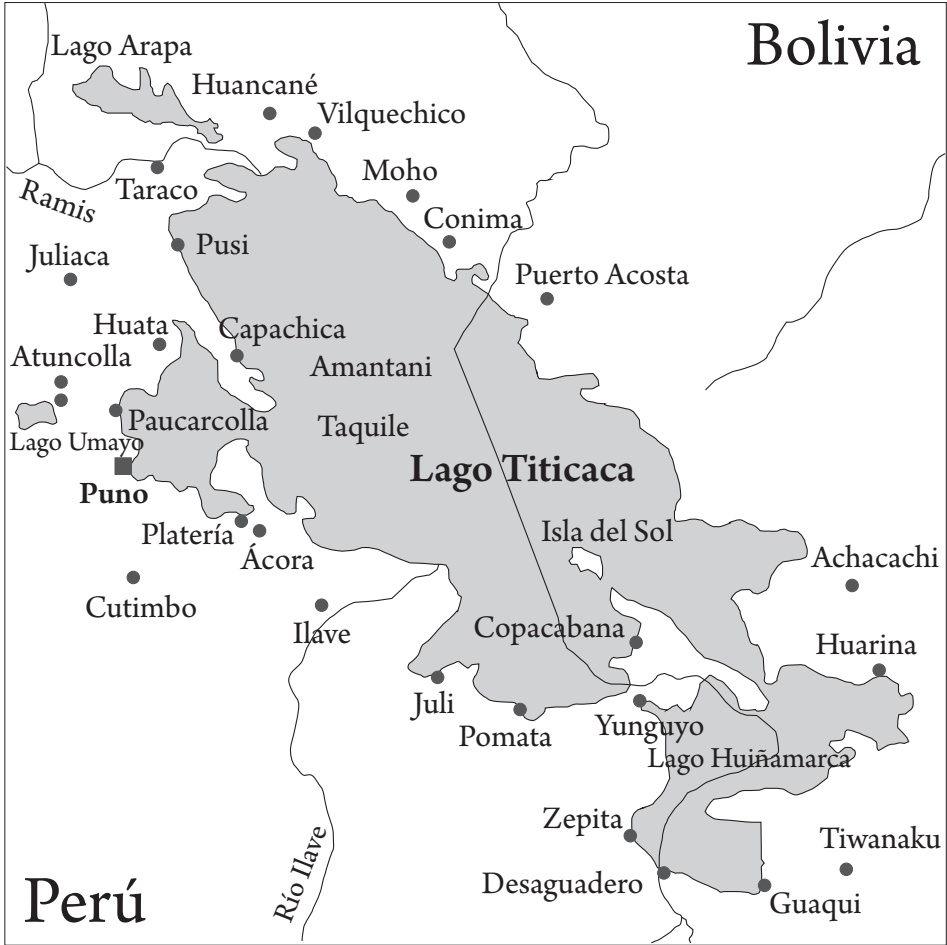 Bolivia
Lago Arapa
Huancané
Vilquechico
Moho
Taraco
Ramis
Conima
Pusi
Juliaca
Puerto Acosta
Huata
Capachica
Atuncolla
Amantani
Paucarcolla
Taquile
Lago Umayo
Lago Titicaca
Puno
Isla del Sol
Platería
Ácora
Achacachi
Cutimbo
Ilave
Copacabana
Huarina
Juli
Yunguyo
Pomata
Lago Huiñamarca
Zepita
Tiwanaku
Río Ilave
Desaguadero
Perú
Guaqui